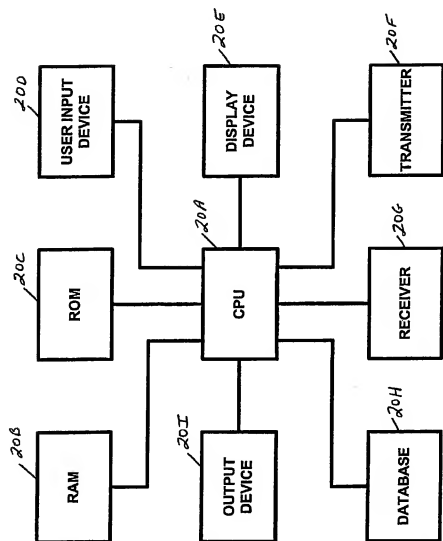 20B
RAM
20C
ROM
20D
USER INPUT
DEVICE
20I
OUTPUT
DEVICE
20A
CPU
20E
DISPLAY
DEVICE
20H
DATABASE
20G
RECEIVER
20F
TRANSMITTER